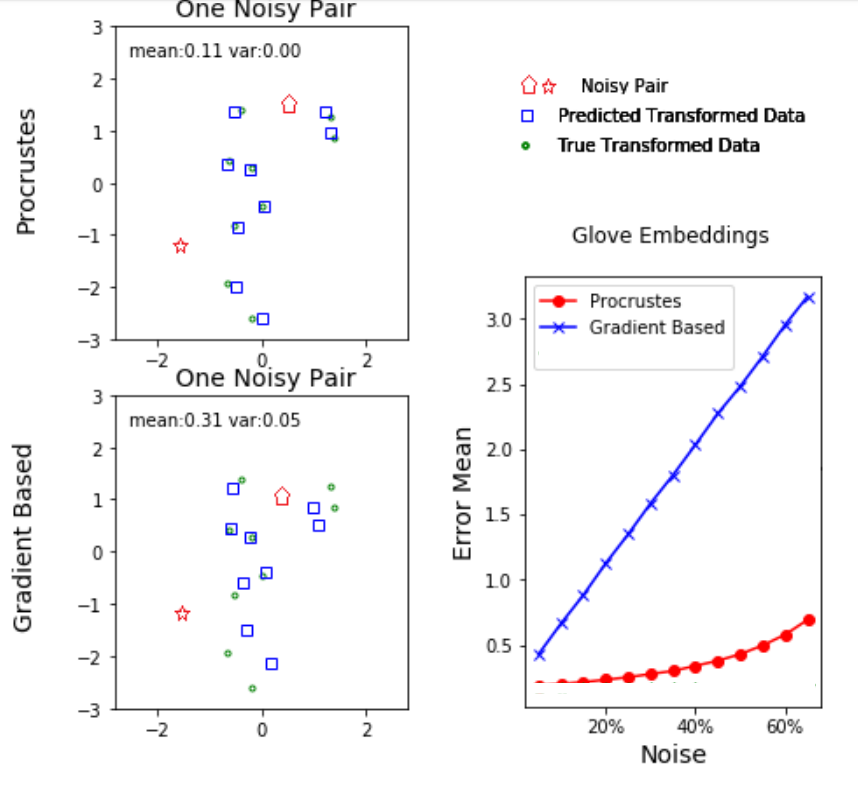 One Noisy Pair
mean:0.11 var:0.00
Procrustes
3
2
1
0
−1
−2
−3
−2
0
2
One Noisy Pair
mean:0.31 var:0.05
Gradient Based
3
2
1
0
−1
−2
−3
−2
0
2
Noisy Pair
Predicted Transformed Data
True Transformed Data
Glove Embeddings
Procrustes
Gradient Based
Error Mean
3.0
2.5
2.0
1.5
1.0
0.5
20%
40%
60%
Noise